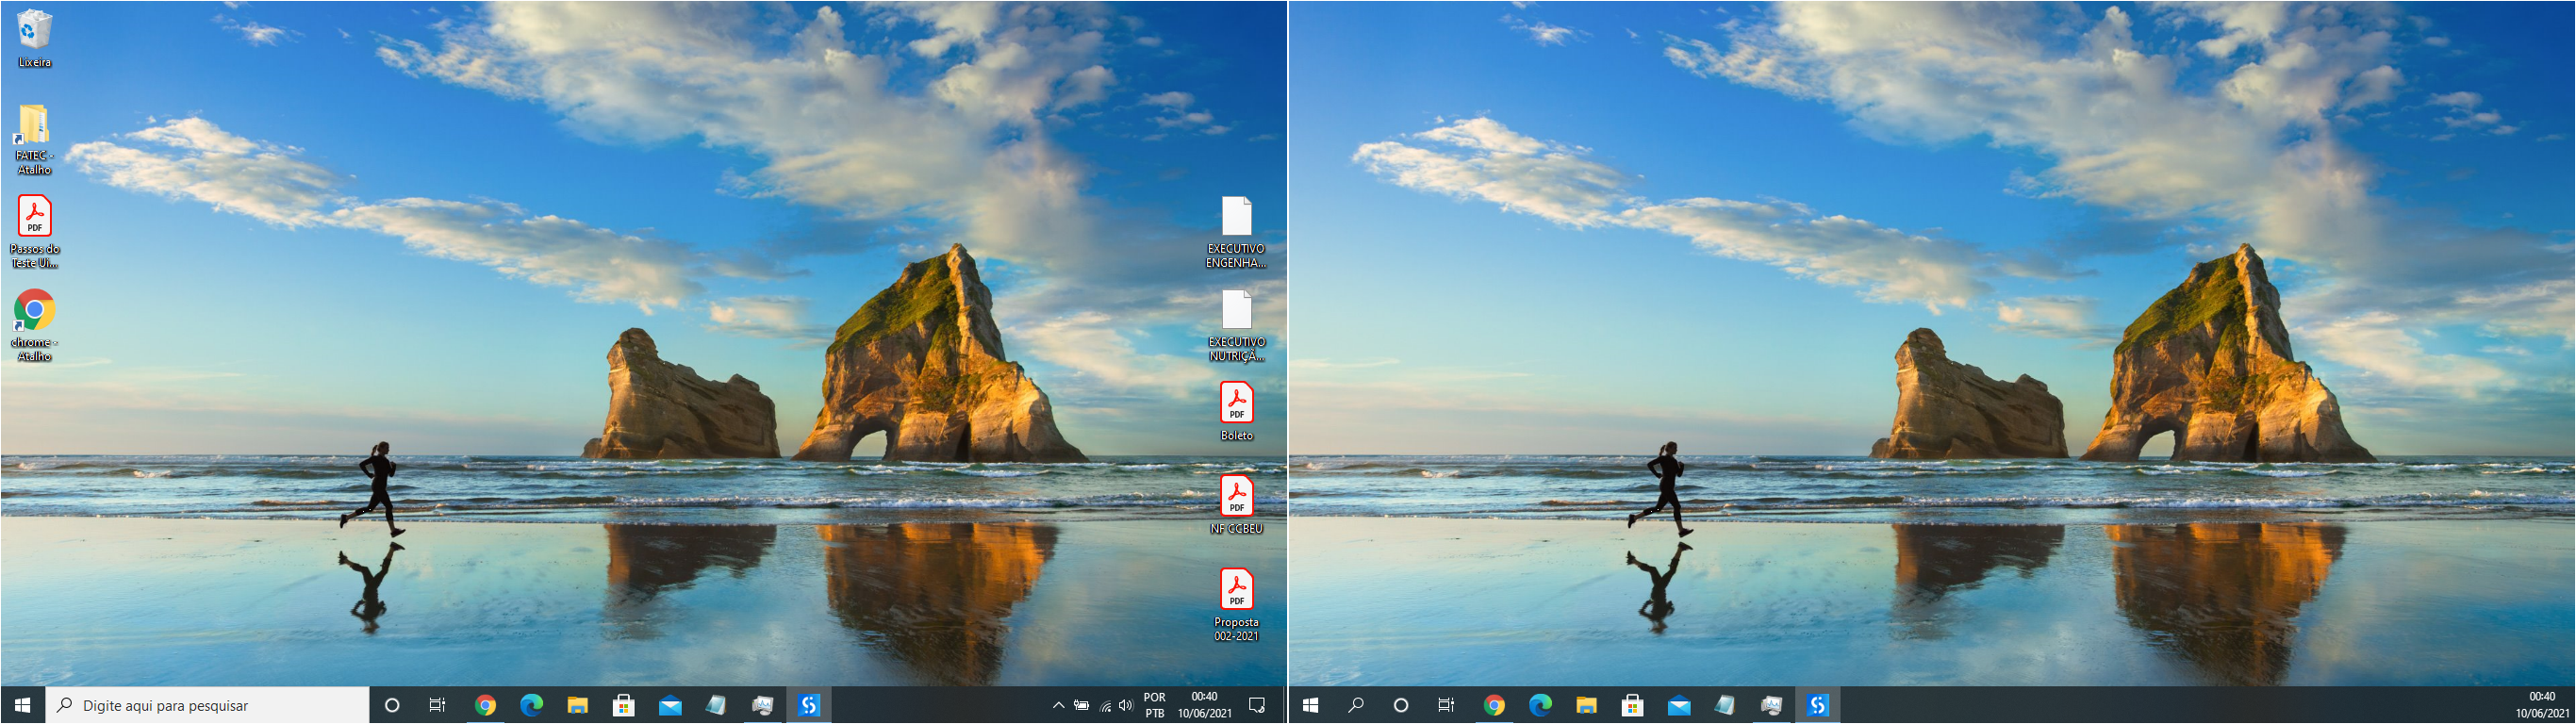 Lixeira
FATEC -
Atalho
PDF
Passos do
Teste Ui...
chrome -
Atalho
EXECUTIVO
ENGENHA...
EXECUTIVO
NUTRIÇÃ...
PDF
Boleto
PDF
NF CCBEU
PDF
Proposta
002-2021
Digite aqui para pesquisar
POR
PTB
00:40
10/06/2021
00:40
10/06/2021